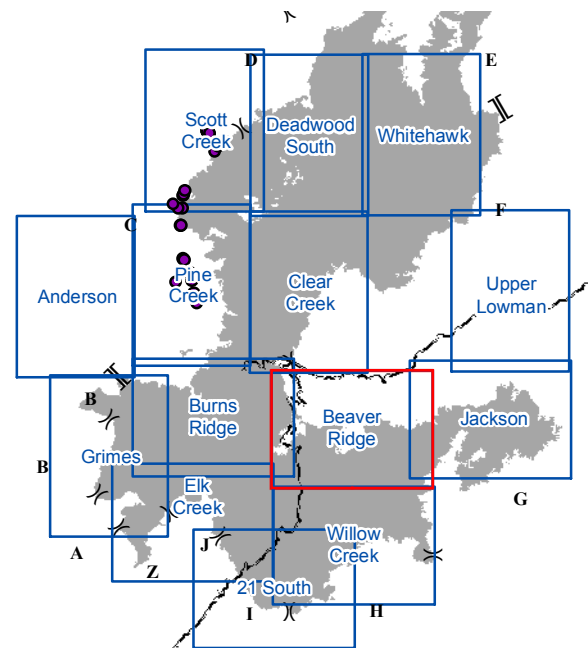 D
E
Scott
Creek
Deadwood
South
Whitehawk
C
F
Anderson
Pine
Creek
Clear
Creek
Upper
Lowman
B
Burns
Ridge
Beaver
Ridge
Jackson
B
Grimes
Elk
Creek
G
A
Z
J
Willow
Creek
21 South
I
H